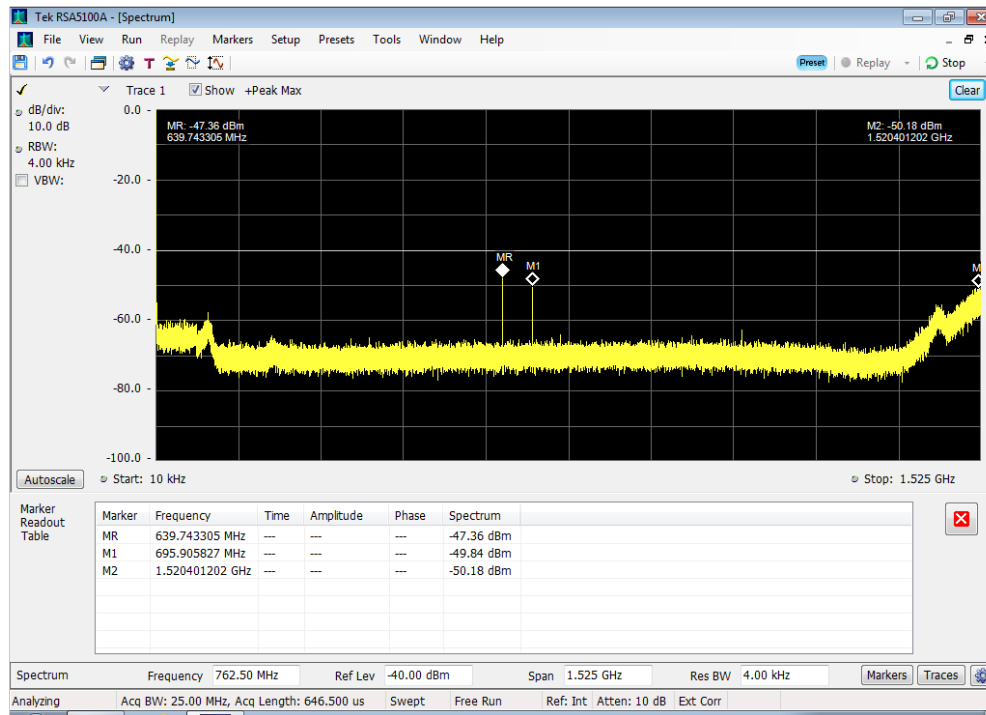 Tek RSA5100A - [Spectrum]
File View Run Replay Markers Setup Presets Tools Window Help
T Preset Replay Stop
Trace 1 Show +Peak Max Clear
dB/div:
10.0 dB
RBW:
4.00 kHz
VBW:
0.0
-20.0
-40.0
-60.0
-80.0
-100.0
MR: -47.36 dBm
639.743305 MHz
M2: -50.18 dBm
1.520401202 GHz
MR
M1
M
Autoscale Start: 10 kHz Stop: 1.525 GHz
Marker
Readout
Table
Marker Frequency Time Amplitude Phase Spectrum
MR 639.743305 MHz --- --- --- -47.36 dBm
M1 695.905827 MHz --- --- --- -49.84 dBm
M2 1.520401202 GHz --- --- --- -50.18 dBm
Spectrum Frequency 762.50 MHz Ref Lev -40.00 dBm Span 1.525 GHz Res BW 4.00 kHz Markers Traces
Analyzing Acq BW: 25.00 MHz, Acq Length: 646.500 us Swept Free Run Ref: Int Atten: 10 dB Ext Corr